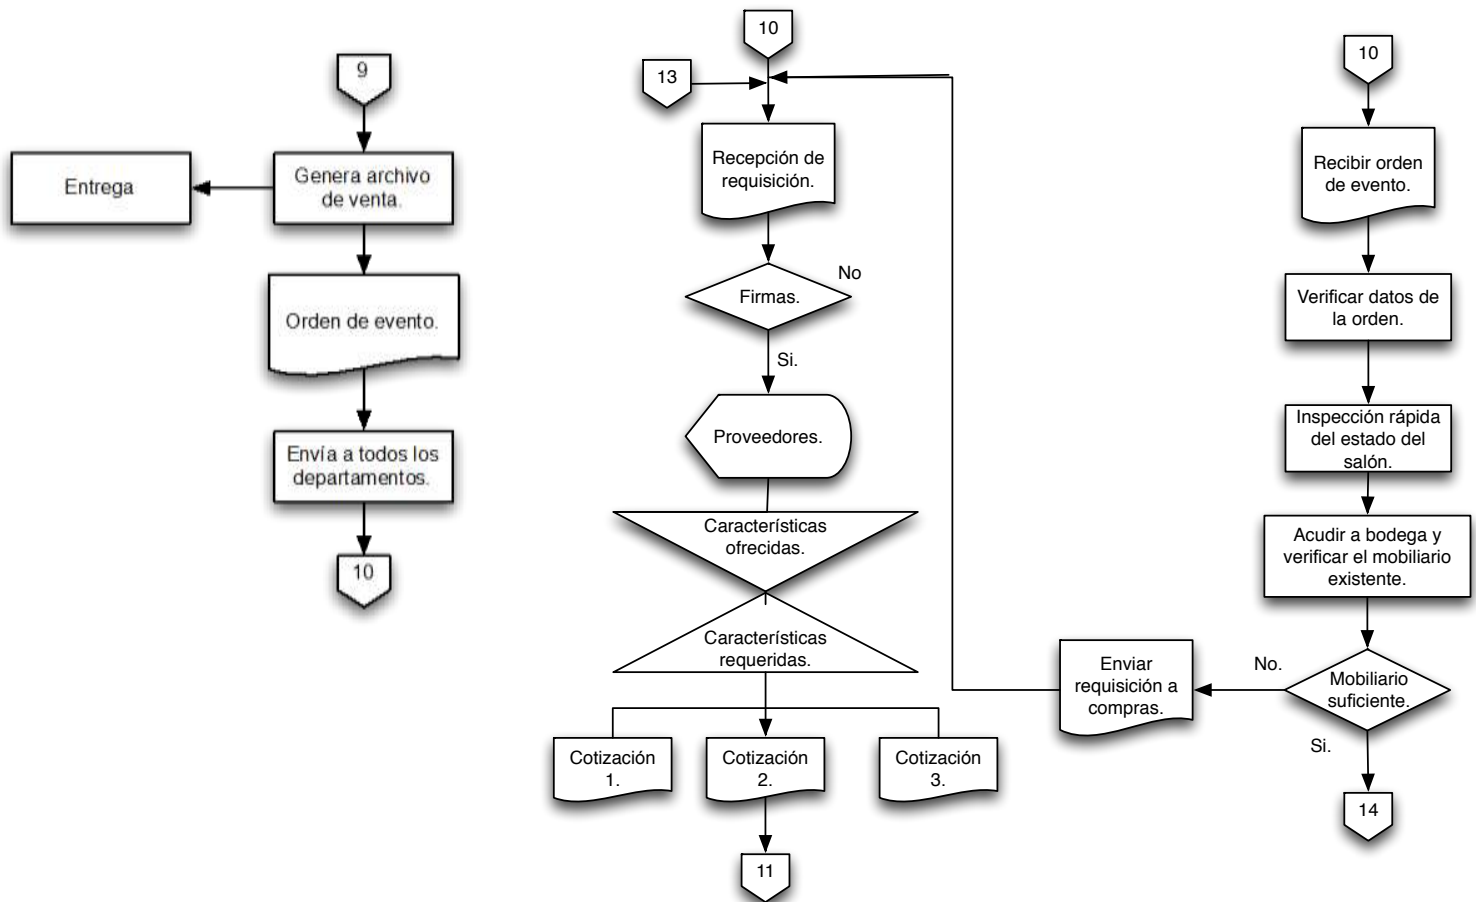 9
Entrega
Genera archivo
de venta.
Orden de evento.
Envía a todos los
departamentos.
10
10
13
Recepción de
requisición.
Firmas.
No
Si.
Proveedores.
Características
ofrecidas.
Características
requeridas.
Cotización
1.
Cotización
2.
Cotización
3.
11
10
Recibir orden
de evento.
Verificar datos de
la orden.
Inspección rápida
del estado del
salón.
Acudir a bodega y
verificar el mobiliario
existente.
Mobiliario
suficiente.
No.
Enviar
requisición a
compras.
Si.
14